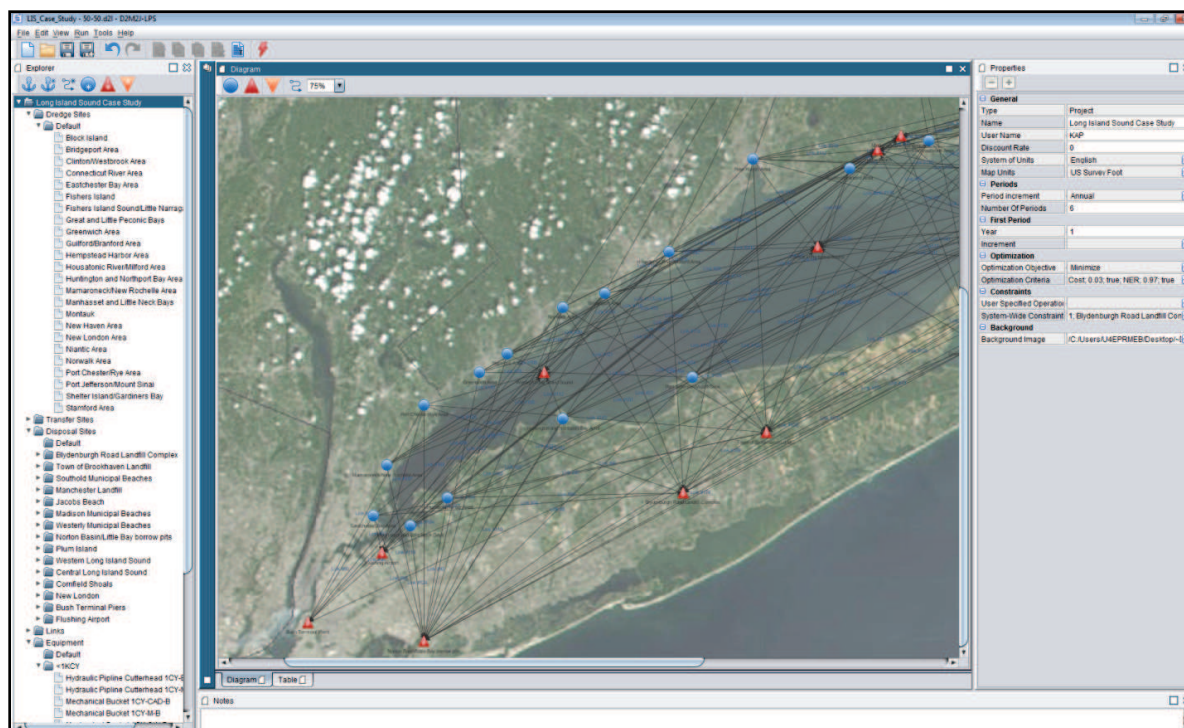 LIS_Case_Study - 50-50.d2l - D2M2J-LPS
File Edit View Run Tools Help
Explorer
Long Island Sound Case Study
Dredge Sites
Default
Block Island
Bridgeport Area
Clinton/Westbrook Area
Connecticut River Area
Eastchester Bay Area
Fishers Island
Fishers Island Sound/Little Narrag
Great and Little Peconic Bays
Greenwich Area
Guilford/Branford Area
Hempstead Harbor
Housatonic River/Milford Area
Huntington and Northport Bay Area
Mamaroneck/New Rochelle Area
Manhasset and Little Neck Bays
Montauk
New Haven Area
New London Area
Niantic Area
Norwalk Area
Port Chester/Rye Area
Port Jefferson/Mount Sinai
Shelter Island/Gardiners Bay
Stamford Area
Transfer Sites
Disposal Sites
Default
Blydenburgh Road Landfill Complex
Town of Brookhaven Landfill
Southold Municipal Beaches
Manchester Landfill
Jacobs Beach
Madison Municipal Beaches
Westerly Municipal Beaches
Norton Basin/Little Bay borrow pits
Plum Island
Western Long Island Sound
Central Long Island Sound
Cornfield Shoals
New London
Bush Terminal Piers
Flushing Airport
Links
Equipment
Default
<1KCY
Hydraulic Pipline Cutterhead 1CY-
Hydraulic Pipline Cutterhead 1CY-
Mechanical Bucket 1CY-CAD-B
Mechanical Bucket 1CY-M-B
Diagram
75%
Diagram Table
Notes
Properties
General
Type Project
Name Long Island Sound Case Study
User Name KAP
Discount Rate 0
System of Units English
Map Units US Survey Foot
Periods
Period Increment Annual
Number Of Periods 6
First Period
Year 1
Increment
Optimization
Optimization Objective Minimize
Optimization Criteria Cost; 0.03; true; NER; 0.97; true
Constraints
User Specified Operatio
System-Wide Constraint 1; Blydenburgh Road Landfill Con
Background
Background Image /C:/Users/U4EPRMEB/Desktop/